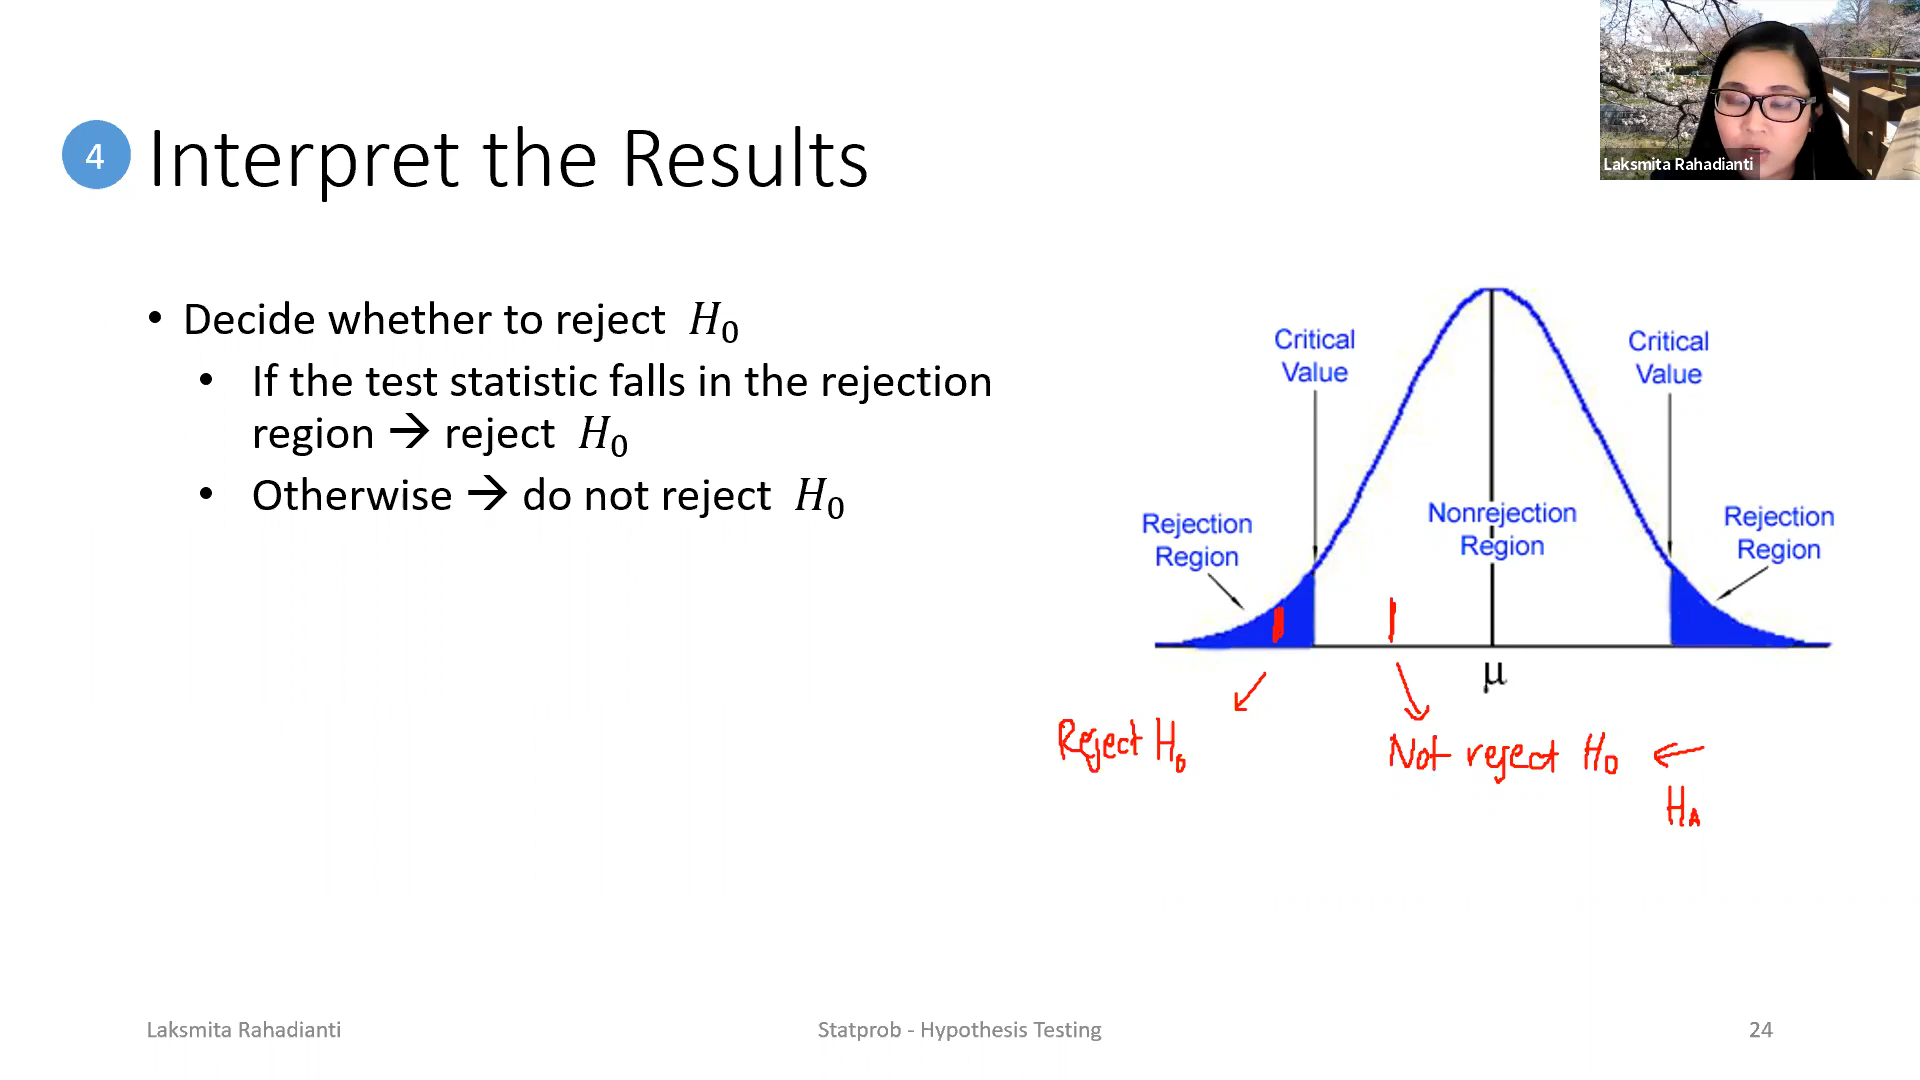 Laksmita Rahadianti
4 Interpret the Results
• Decide whether to reject H₀
• If the test statistic falls in the rejection
region → reject H₀
• Otherwise → do not reject H₀
Critical
Value
Critical
Value
Rejection
Region
Nonrejection
Region
Rejection
Region
μ
Reject H₀
Not reject H₀ ←
H_A
Laksmita Rahadianti
Statprob - Hypothesis Testing
24